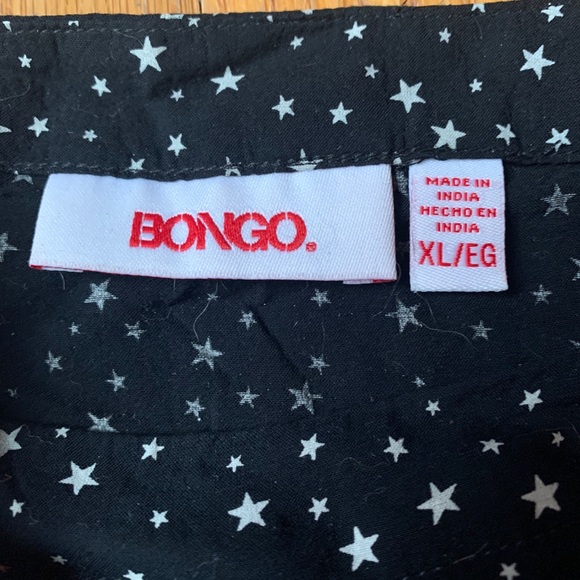 BONGO®
MADE IN
INDIA
HECHO EN
INDIA
XL/EG